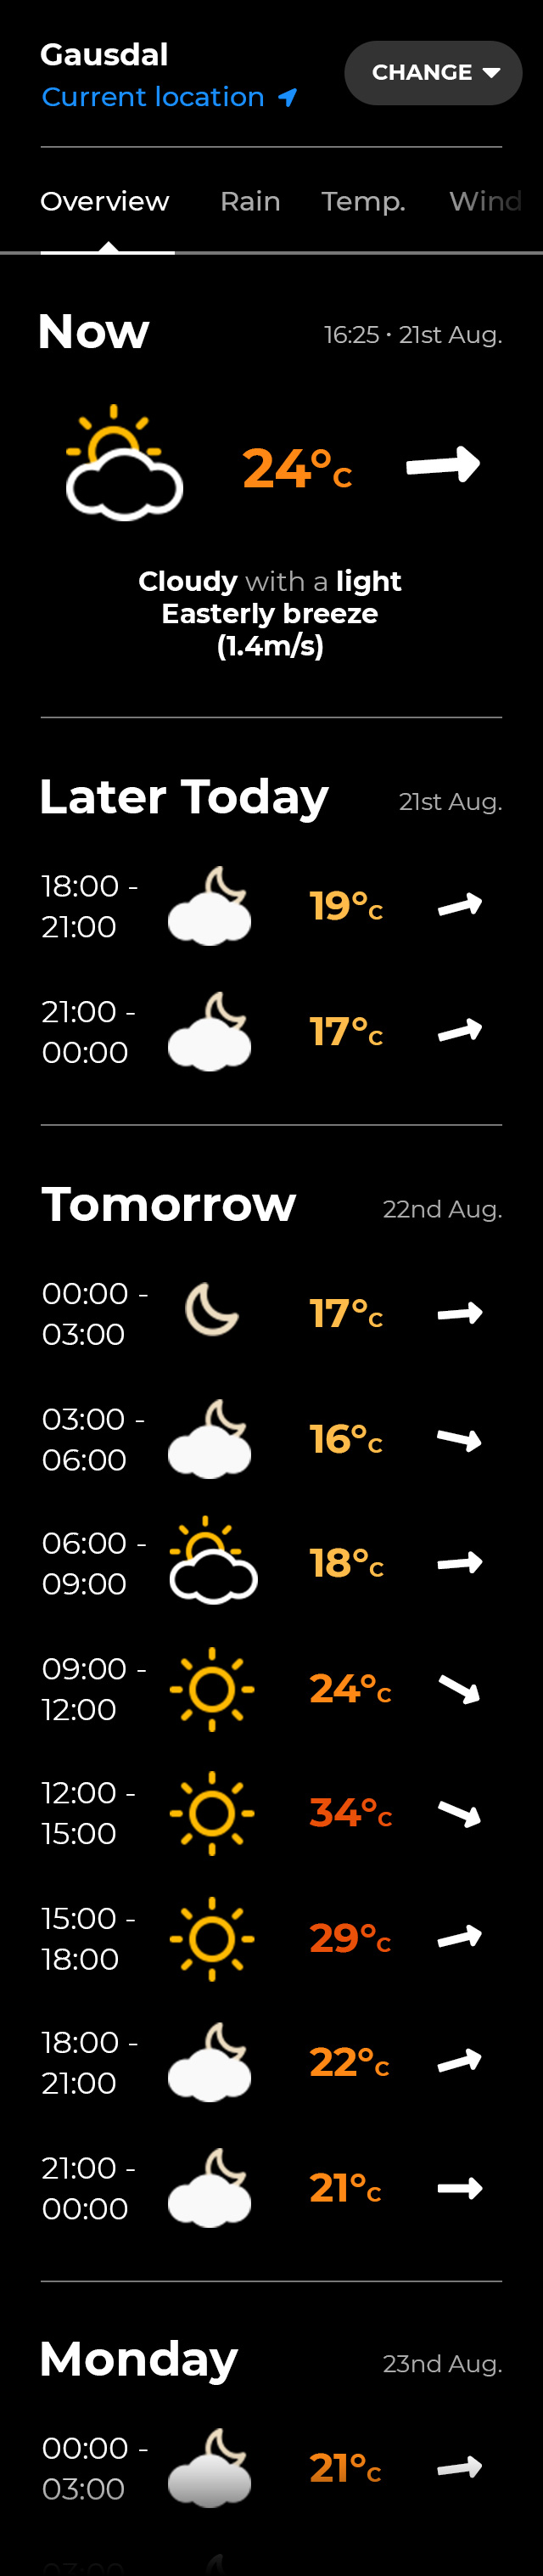 Gausdal
Current location
CHANGE
Overview Rain Temp. Wind
Now 16:25 · 21st Aug.
24°C
Cloudy with a light
Easterly breeze
(1.4m/s)
Later Today 21st Aug.
18:00 -
21:00
19°C
21:00 -
00:00
17°C
Tomorrow 22nd Aug.
00:00 -
03:00
17°C
03:00 -
06:00
16°C
06:00 -
09:00
18°C
09:00 -
12:00
24°C
12:00 -
15:00
34°C
15:00 -
18:00
29°C
18:00 -
21:00
22°C
21:00 -
00:00
21°C
Monday 23nd Aug.
00:00 -
03:00
21°C